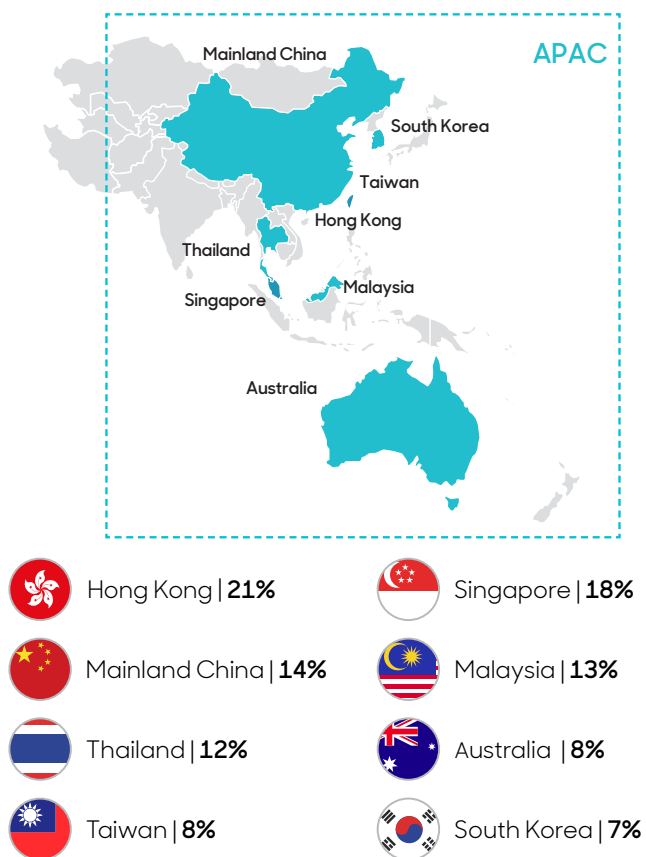 APAC
Mainland China
South Korea
Taiwan
Hong Kong
Thailand
Malaysia
Singapore
Australia
Hong Kong | 21%
Singapore | 18%
Mainland China | 14%
Malaysia | 13%
Thailand | 12%
Australia | 8%
Taiwan | 8%
South Korea | 7%